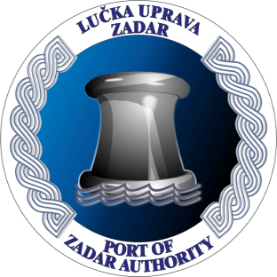 LUČKA UPRAVA
ZADAR
PORT OF
ZADAR AUTHORITY